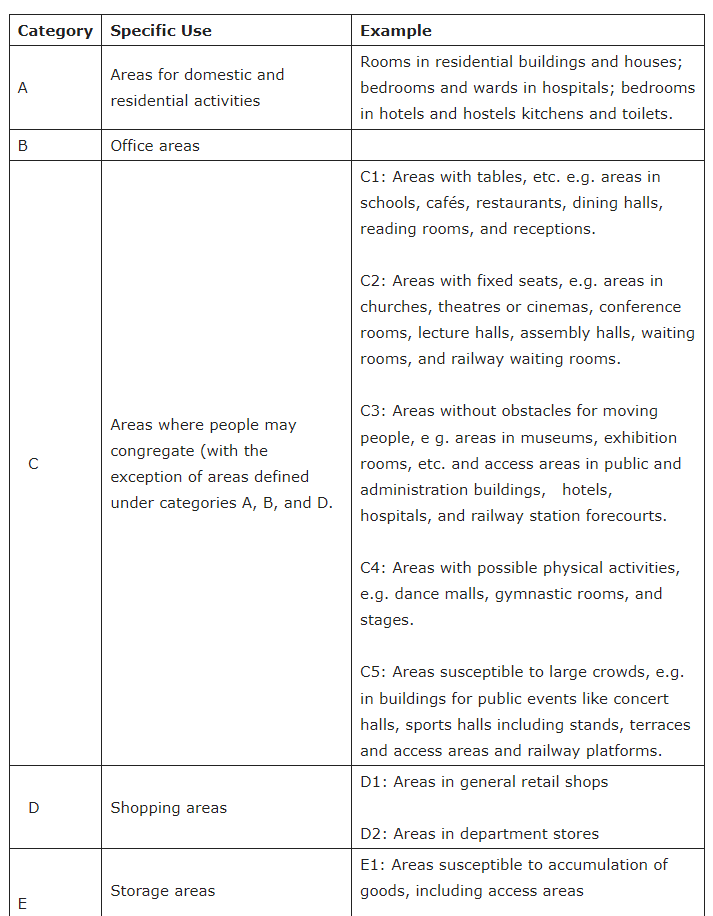 Category Specific Use Example
A
Areas for domestic and
residential activities
Rooms in residential buildings and houses;
bedrooms and wards in hospitals; bedrooms
in hotels and hostels kitchens and toilets.
B
Office areas
C
Areas where people may
congregate (with the
exception of areas defined
under categories A, B, and D.
C1: Areas with tables, etc. e.g. areas in
schools, cafés, restaurants, dining halls,
reading rooms, and receptions.
C2: Areas with fixed seats, e.g. areas in
churches, theatres or cinemas, conference
rooms, lecture halls, assembly halls, waiting
rooms, and railway waiting rooms.
C3: Areas without obstacles for moving
people, e g. areas in museums, exhibition
rooms, etc. and access areas in public and
administration buildings, hotels,
hospitals, and railway station forecourts.
C4: Areas with possible physical activities,
e.g. dance malls, gymnastic rooms, and
stages.
C5: Areas susceptible to large crowds, e.g.
in buildings for public events like concert
halls, sports halls including stands, terraces
and access areas and railway platforms.
D
Shopping areas
D1: Areas in general retail shops
D2: Areas in department stores
E
Storage areas
E1: Areas susceptible to accumulation of
goods, including access areas